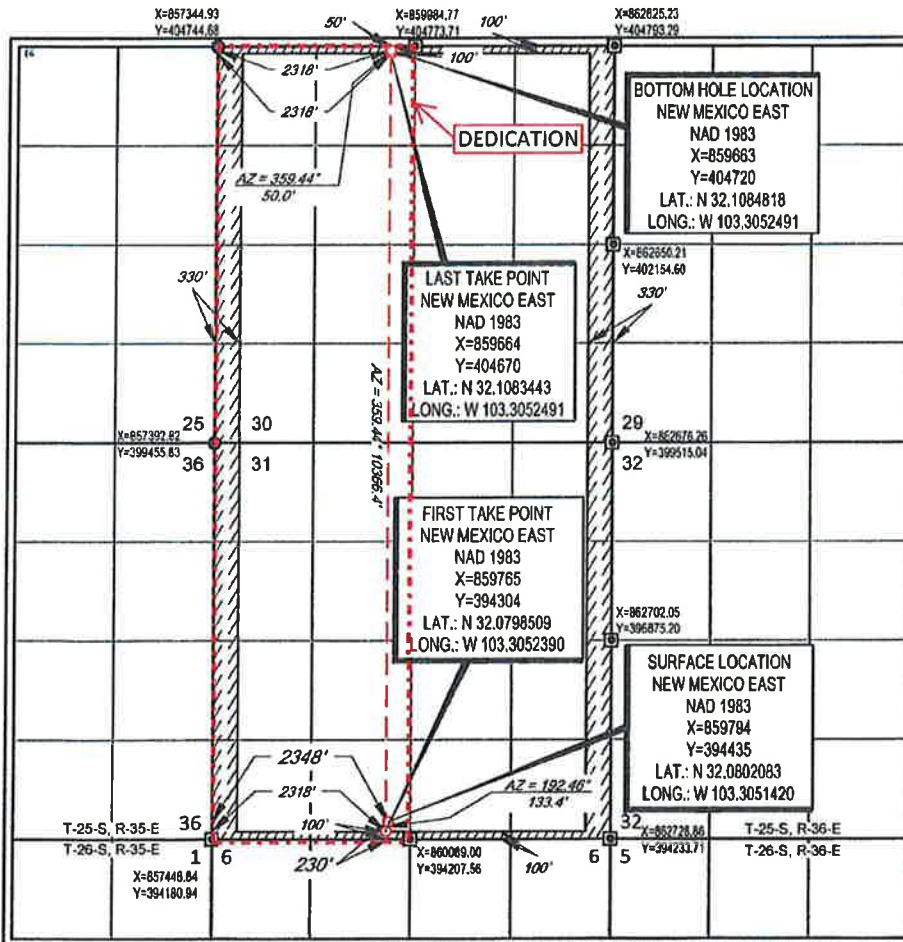 X=857344.93
Y=404744.68
50'
X=859984.77
Y=404773.71
100'
X=862625.23
Y=404793.29
2318'
100'
2318'
BOTTOM HOLE LOCATION
NEW MEXICO EAST
NAD 1983
X=859663
Y=404720
LAT.: N 32.1084818
LONG.: W 103.3052491
DEDICATION
AZ = 359.44°
50.0'
X=862650.21
Y=402154.60
LAST TAKE POINT
NEW MEXICO EAST
NAD 1983
X=859664
Y=404670
LAT.: N 32.1083443
LONG.: W 103.3052491
330'
330'
AZ = 359.44° 10366.4'
25 30
29
X=857392.82
Y=399455.83
X=862676.26
Y=399515.04
36 31
32
FIRST TAKE POINT
NEW MEXICO EAST
NAD 1983
X=859765
Y=394304
LAT.: N 32.0798509
LONG.: W 103.3052390
X=862702.05
Y=396875.20
SURFACE LOCATION
NEW MEXICO EAST
NAD 1983
X=859794
Y=394435
LAT.: N 32.0802083
LONG.: W 103.3051420
2348'
2318'
AZ = 192.46°
133.4'
100'
36
32
T-25-S, R-35-E
T-26-S, R-35-E
X=862728.86
Y=394233.71
T-25-S, R-36-E
T-26-S, R-36-E
1 6
230'
X=860089.00
Y=394207.56
100'
6 5
X=857448.84
Y=394180.94